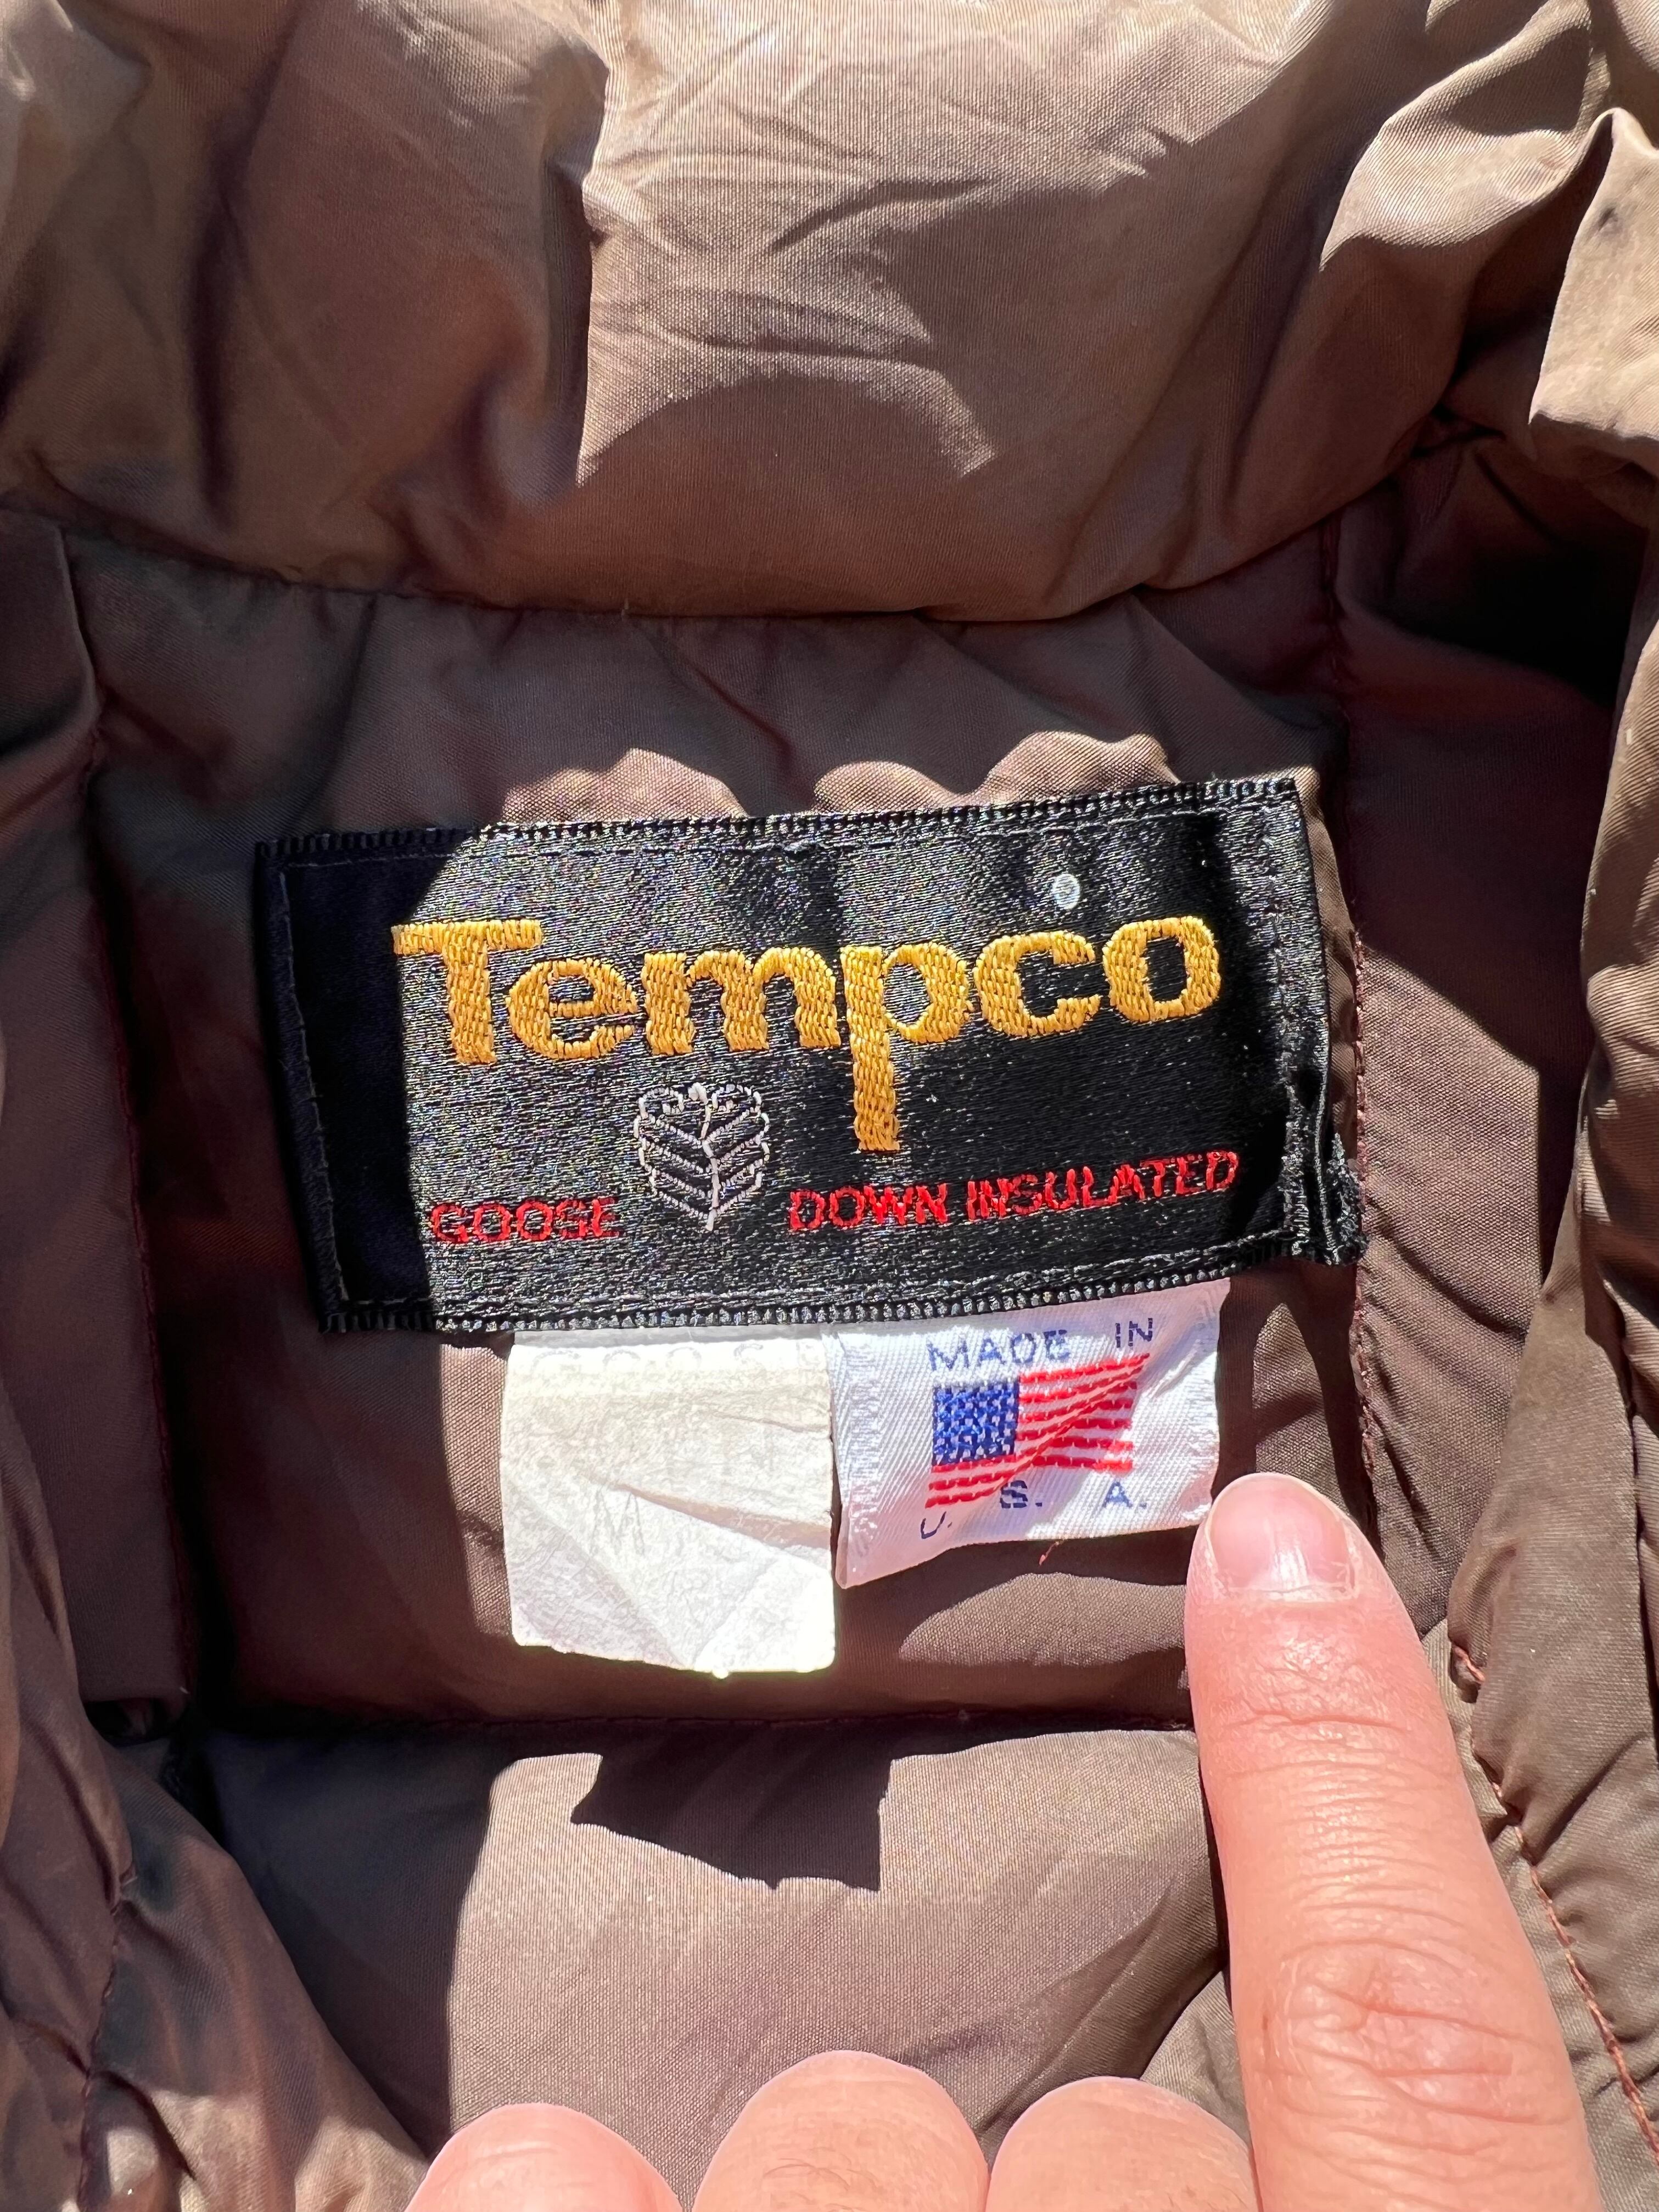 Tempco
GOOSE DOWN INSULATED
MADE IN
U. S. A.
M